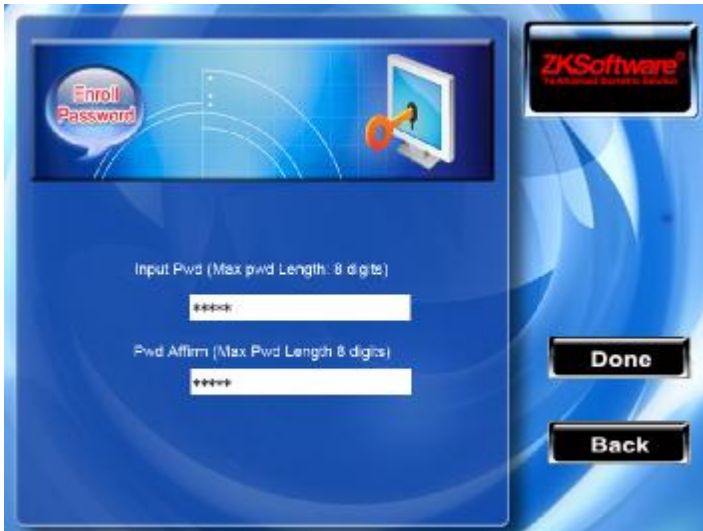 Enroll
Password
ZKSoftware®
Input Pwd (Max pwd Length: 8 digits)
*****
Pwd Affirm (Max Pwd Length 8 digits)
*****
Done
Back